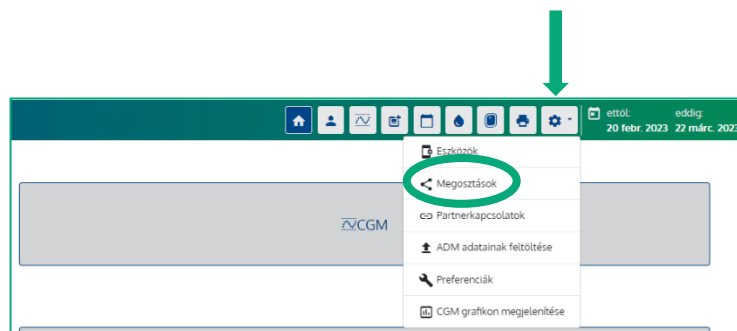 ettől: eddig:
20 febr. 2023 22 márc. 2023
Eszközök
Megosztások
CGM
Partnerkapcsolatok
ADM adatainak feltöltése
Preferenciák
CGM grafikon megjelenítése